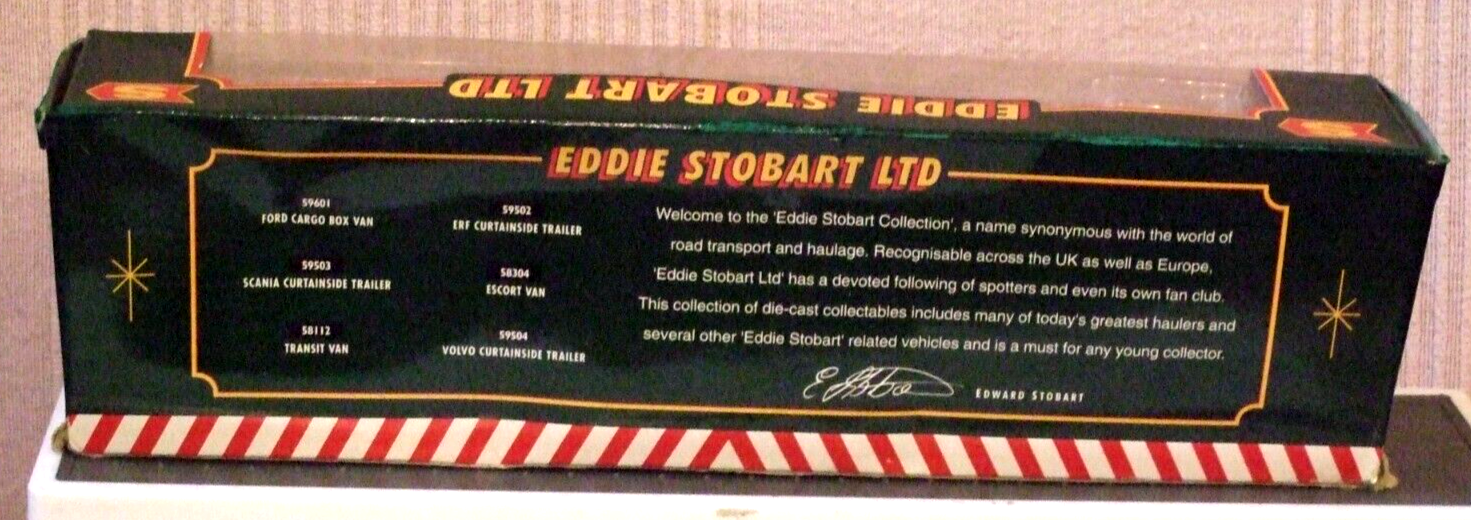 EDDIE STOBART LTD
S
S
EDDIE STOBART LTD
59601
FORD CARGO BOX VAN
59503
SCANIA CURTAINSIDE TRAILER
58112
TRANSIT VAN
59502
ERF CURTAINSIDE TRAILER
58304
ESCORT VAN
59504
VOLVO CURTAINSIDE TRAILER
Welcome to the 'Eddie Stobart Collection', a name synonymous with the world of
road transport and haulage. Recognisable across the UK as well as Europe,
'Eddie Stobart Ltd' has a devoted following of spotters and even its own fan club.
This collection of die-cast collectables includes many of today's greatest haulers and
several other 'Eddie Stobart' related vehicles and is a must for any young collector.
EDWARD STOBART